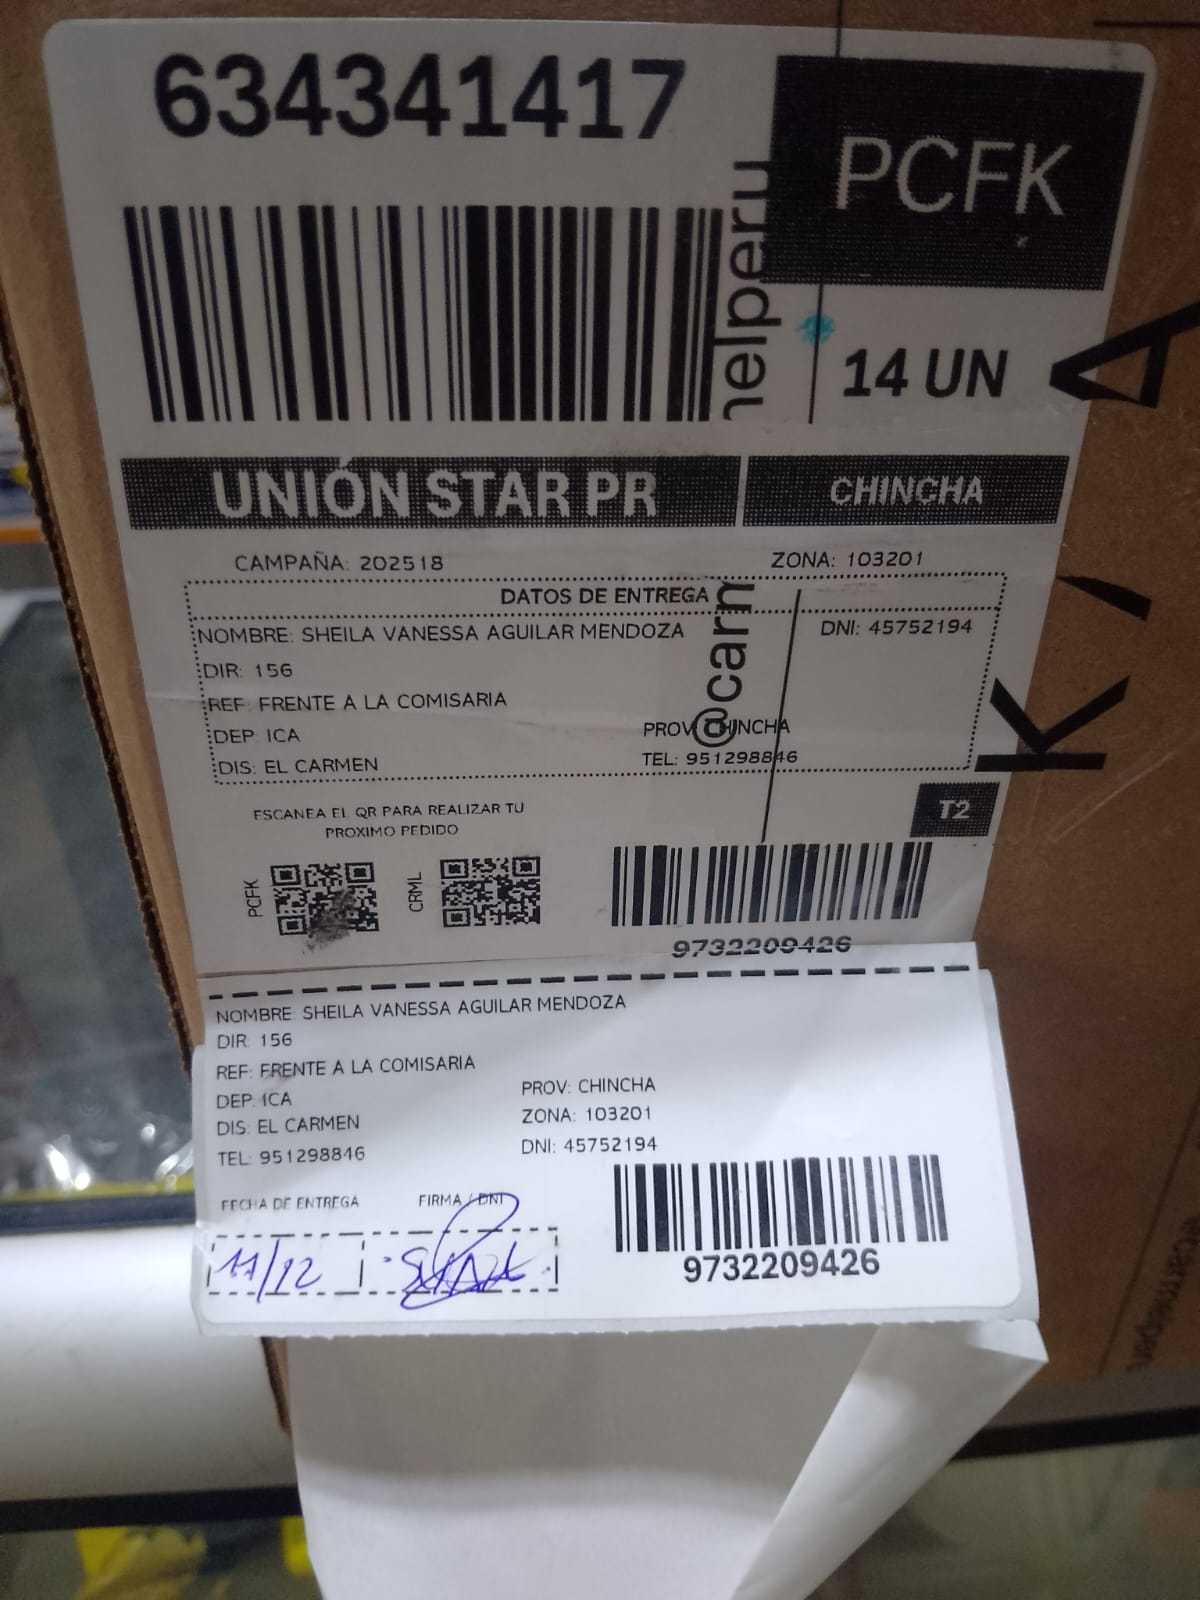 634341417
PCFK
helperu
14 UN
UNIÓN STAR PR
CHINCHA
CAMPAÑA: 202518
ZONA: 103201
DATOS DE ENTREGA
NOMBRE: SHEILA VANESSA AGUILAR MENDOZA
DNI: 45752194
DIR: 156
REF: FRENTE A LA COMISARIA
DEP: ICA
PROV: CHINCHA
DIS: EL CARMEN
TEL: 951298846
@carm
K
A
T2
ESCANEA EL QR PARA REALIZAR TU
PROXIMO PEDIDO
PCFK
CRML
9732209426
NOMBRE: SHEILA VANESSA AGUILAR MENDOZA
DIR: 156
REF: FRENTE A LA COMISARIA
DEP: ICA
PROV: CHINCHA
DIS: EL CARMEN
ZONA: 103201
TEL: 951298846
DNI: 45752194
FECHA DE ENTREGA
FIRMA / DNI
11/12
9732209426